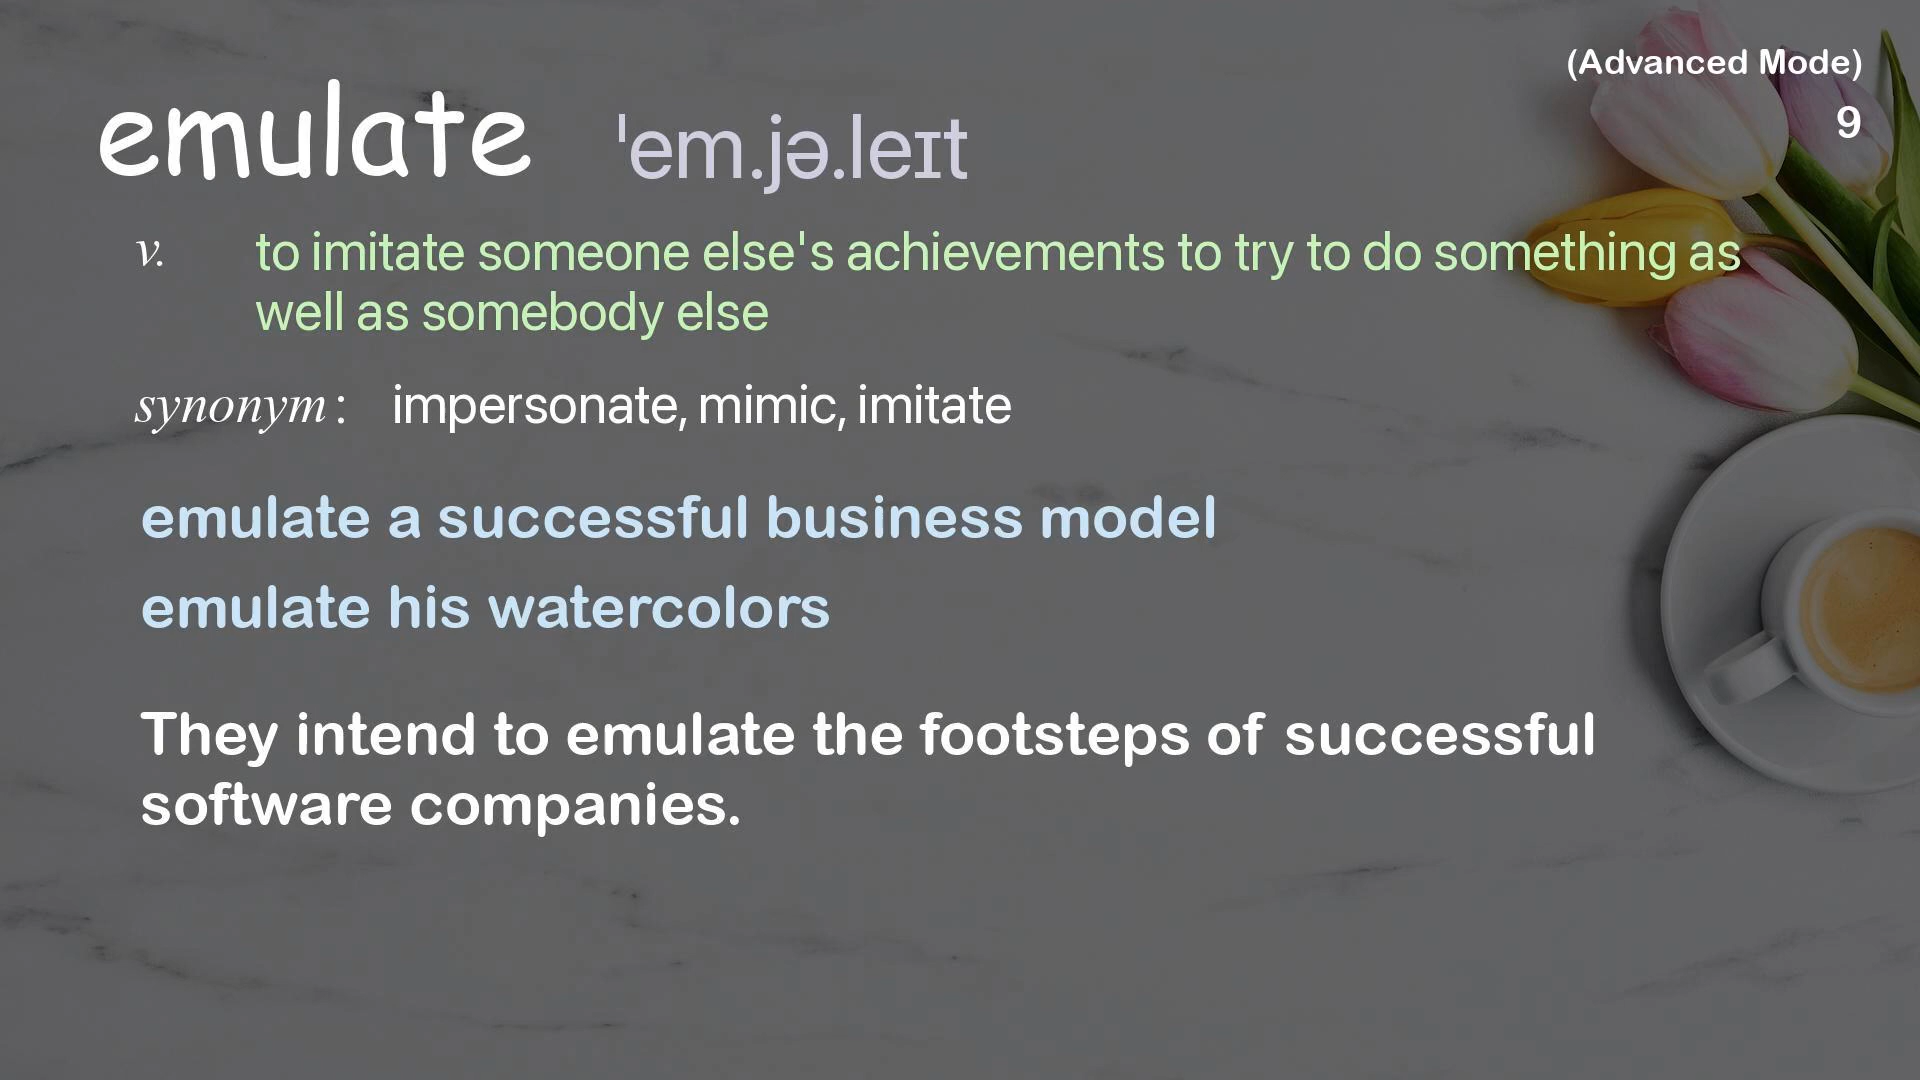 (Advanced Mode)
9
emulate ˈem.jə.leɪt
v. to imitate someone else's achievements to try to do something as
well as somebody else
synonym: impersonate, mimic, imitate
emulate a successful business model
emulate his watercolors
They intend to emulate the footsteps of successful
software companies.